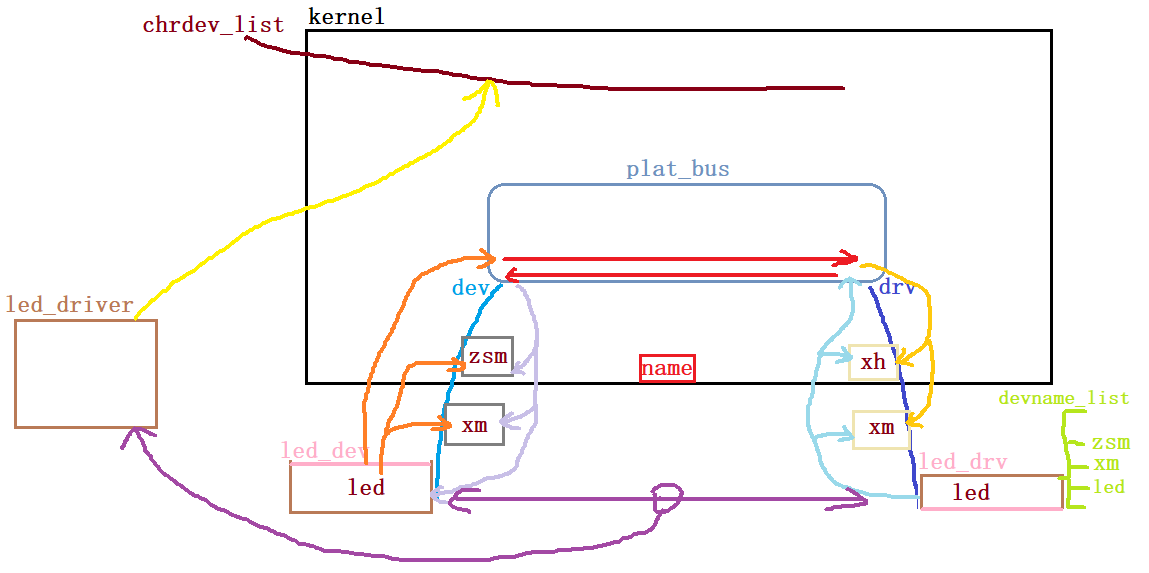 kernel
chrdev_list
plat_bus
dev
drv
led_driver
zsm
xh
name
devname_list
xm
xm
zsm
led_dev
led_drv
xm
led
led
led